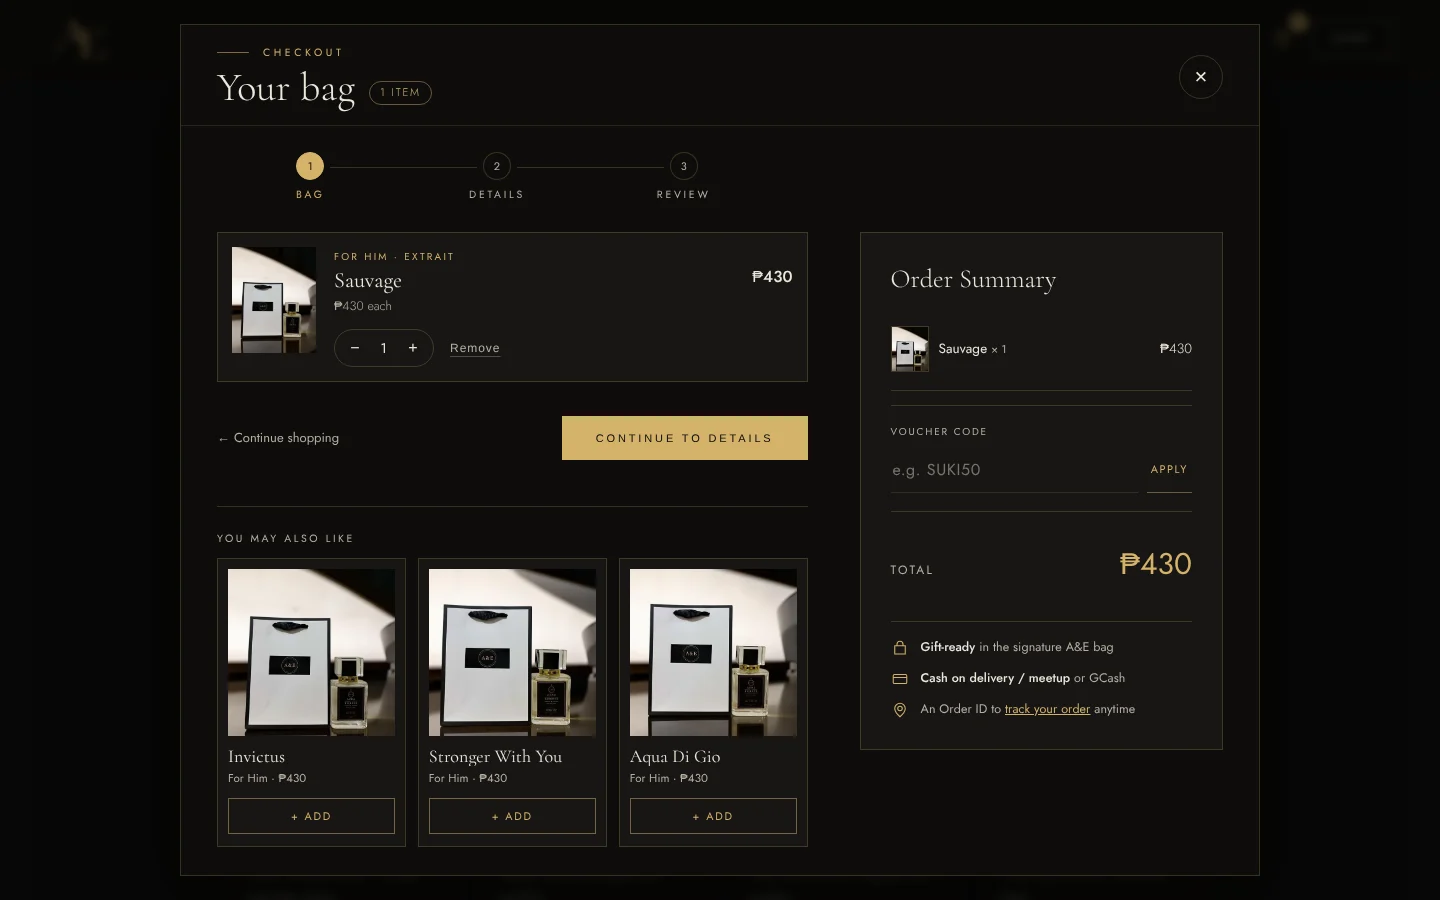 CHECKOUT
Your bag
1 ITEM
✕
1
2
3
BAG
DETAILS
REVIEW
FOR HIM · EXTRAIT
Sauvage
₱430
₱430 each
− 1 +
Remove
← Continue shopping
CONTINUE TO DETAILS
YOU MAY ALSO LIKE
A&E
A&E
A&E
Invictus
For Him · ₱430
+ ADD
Stronger With You
For Him · ₱430
+ ADD
Aqua Di Gio
For Him · ₱430
+ ADD
Order Summary
Sauvage × 1
₱430
VOUCHER CODE
e.g. SUKI50
APPLY
TOTAL
₱430
Gift-ready in the signature A&E bag
Cash on delivery / meetup or GCash
An Order ID to track your order anytime